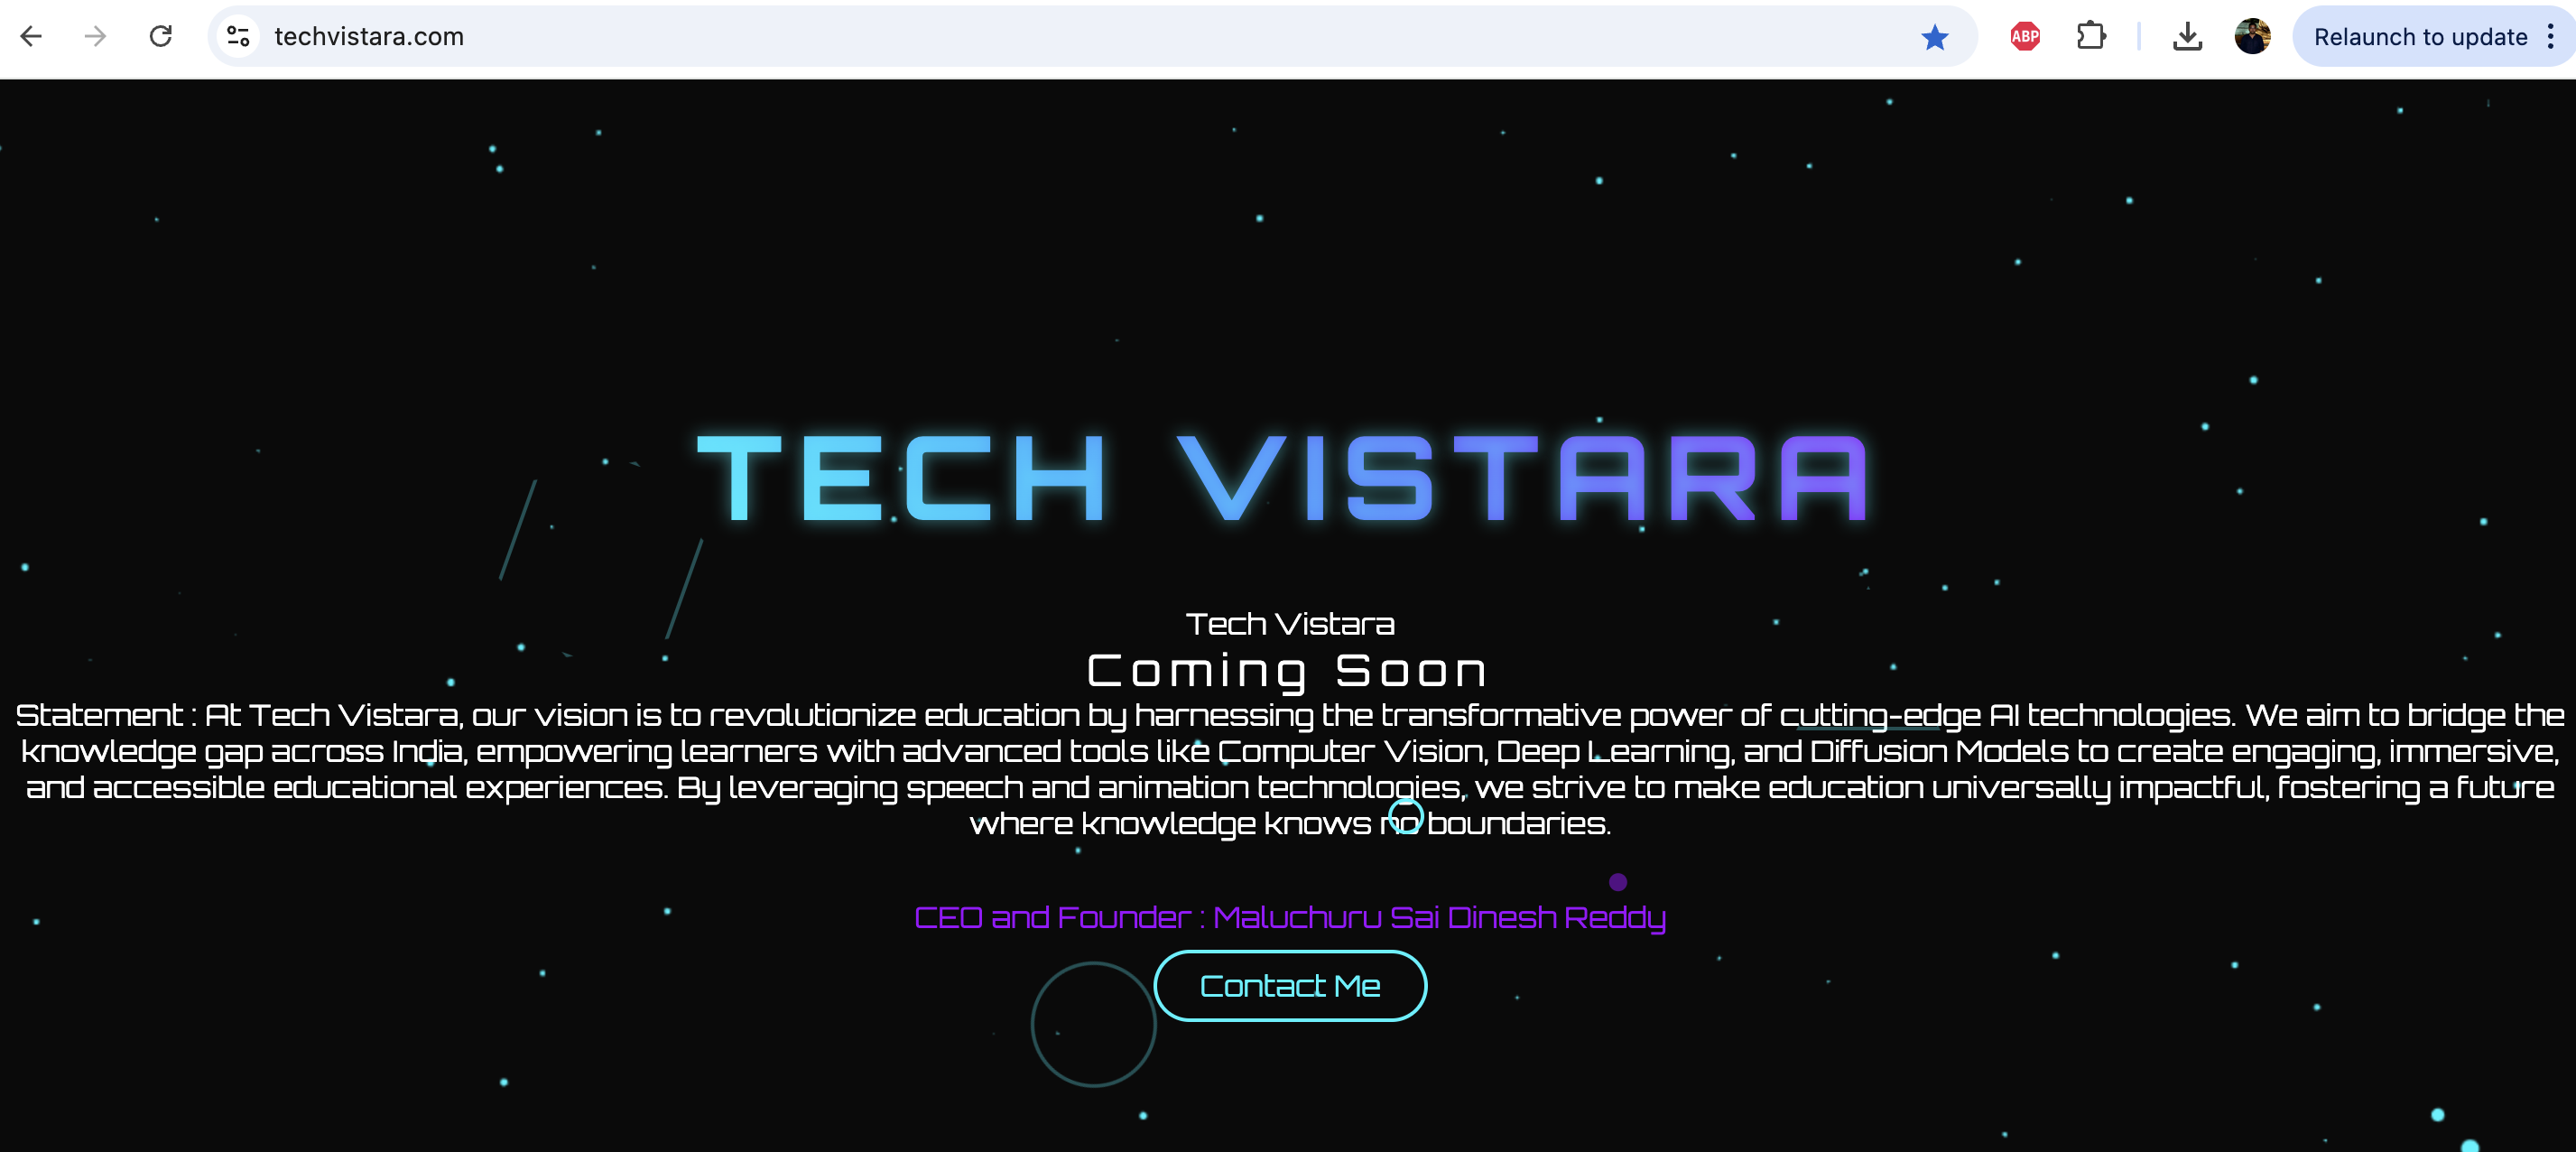 techvistara.com
ABP
Relaunch to update
TECH VISTARA
Tech Vistara
Coming Soon
Statement : At Tech Vistara, our vision is to revolutionize education by harnessing the transformative power of cutting-edge AI technologies. We aim to bridge the
knowledge gap across India, empowering learners with advanced tools like Computer Vision, Deep Learning, and Diffusion Models to create engaging, immersive,
and accessible educational experiences. By leveraging speech and animation technologies, we strive to make education universally impactful, fostering a future
where knowledge knows no boundaries.
CEO and Founder : Maluchuru Sai Dinesh Reddy
Contact Me